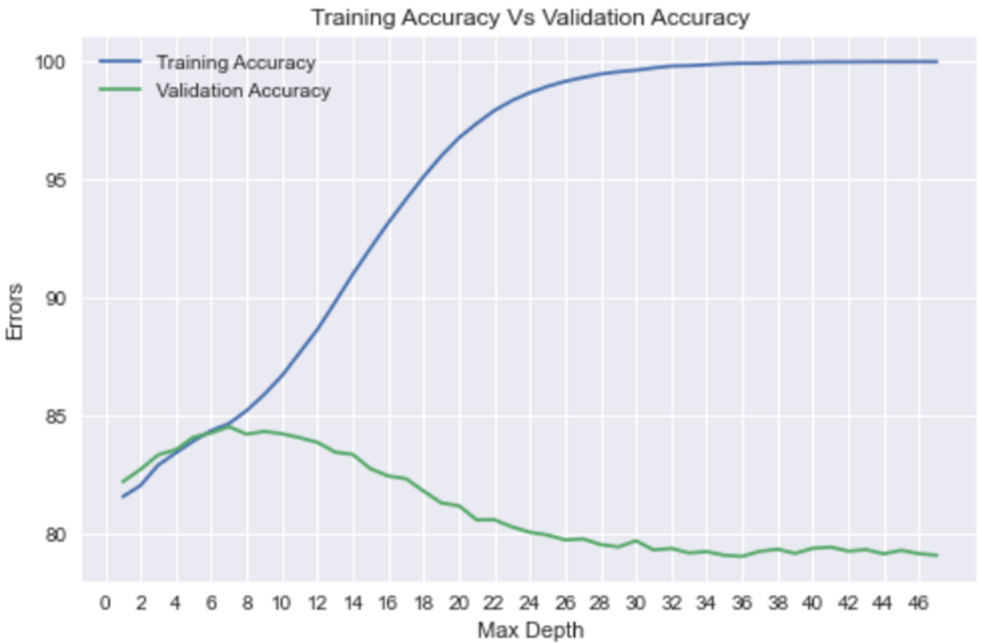 Training Accuracy Vs Validation Accuracy
Training Accuracy
Validation Accuracy
100
95
90
85
80
Errors
0 2 4 6 8 10 12 14 16 18 20 22 24 26 28 30 32 34 36 38 40 42 44 46
Max Depth